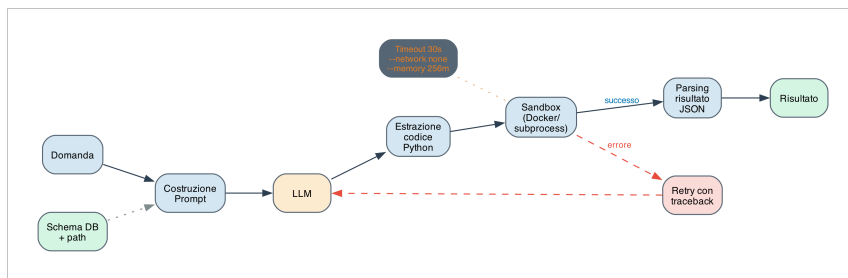 Timeout 30s
--network none
--memory 256m
Domanda
Schema DB
+ path
Costruzione
Prompt
LLM
Estrazione
codice
Python
Sandbox
(Docker/
subprocess)
successo
errore
Parsing
risultato
JSON
Risultato
Retry con
traceback